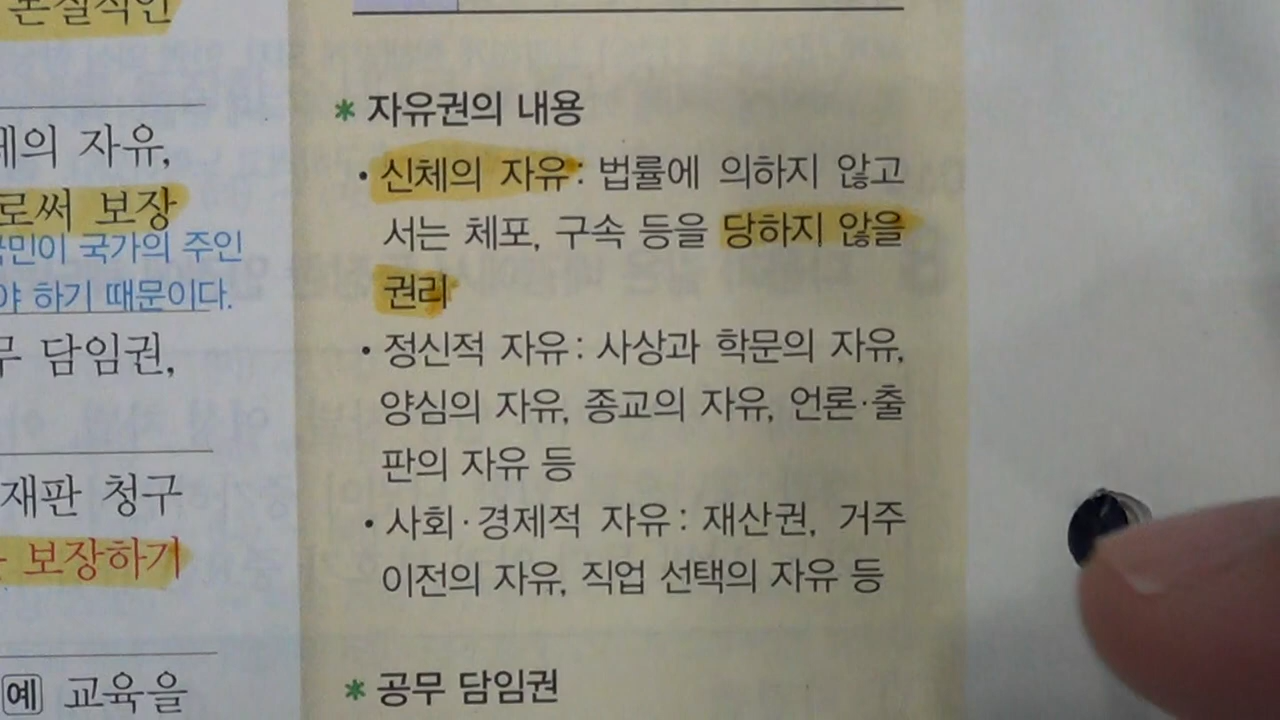 본질적인
의 자유,
로써 보장
국민이 국가의 주인
야 하기 때문이다.
무 담임권,
재판 청구
보장하기
예 교육을
* 자유권의 내용
• 신체의 자유: 법률에 의하지 않고
서는 체포, 구속 등을 당하지 않을
권리
• 정신적 자유: 사상과 학문의 자유,
양심의 자유, 종교의 자유, 언론·출
판의 자유 등
• 사회·경제적 자유: 재산권, 거주
이전의 자유, 직업 선택의 자유 등
* 공무 담임권